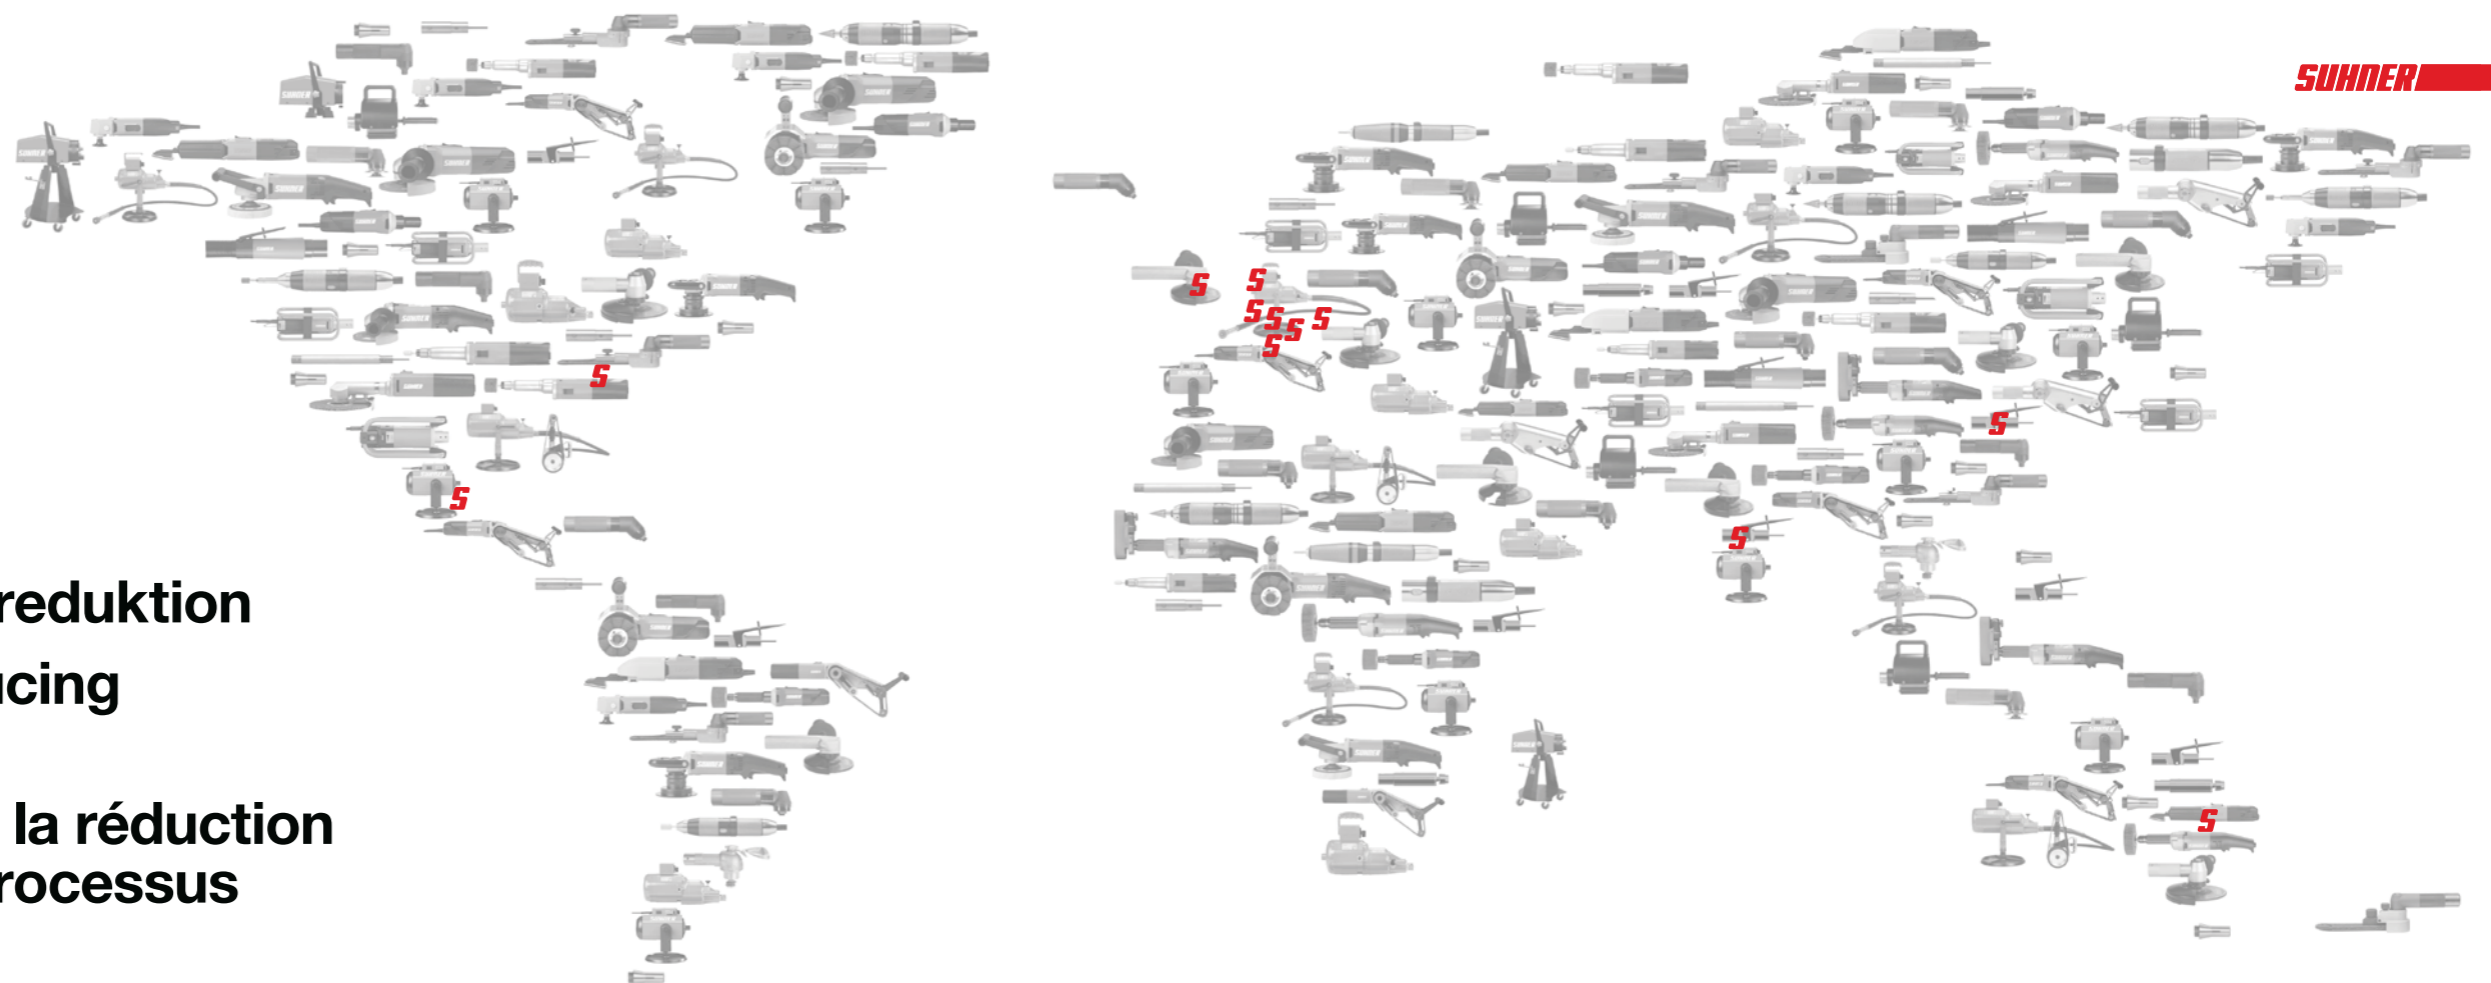 SUHNER
reduktion
ucing
la réduction
rocessus